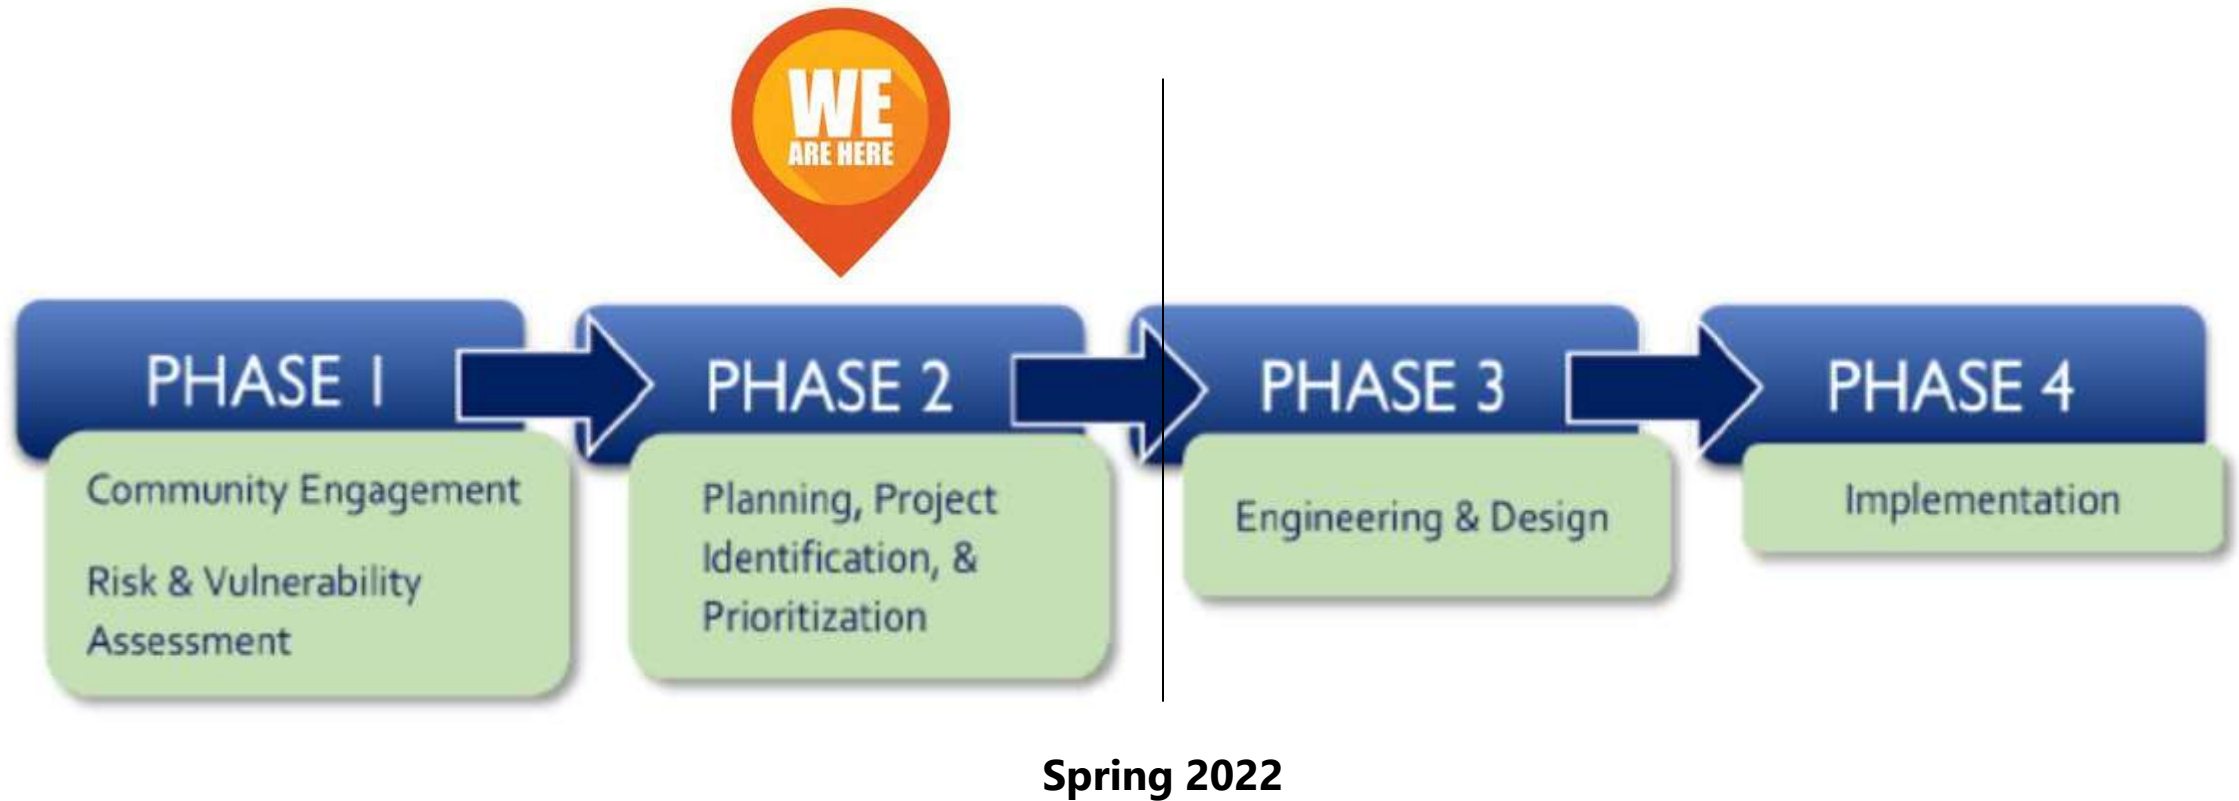 WE
ARE HERE
PHASE 1
Community Engagement
Risk & Vulnerability
Assessment
PHASE 2
Planning, Project
Identification, &
Prioritization
PHASE 3
Engineering & Design
PHASE 4
Implementation
Spring 2022